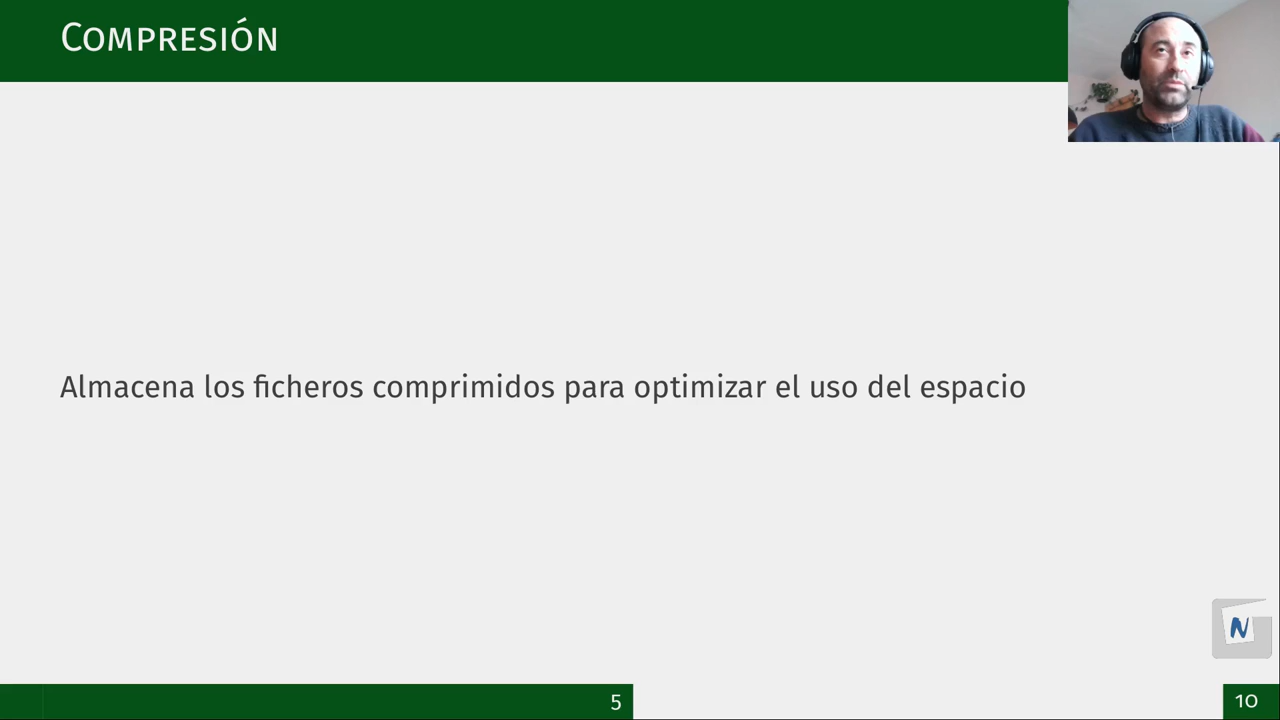 Compresión
Almacena los ficheros comprimidos para optimizar el uso del espacio
N
5
10